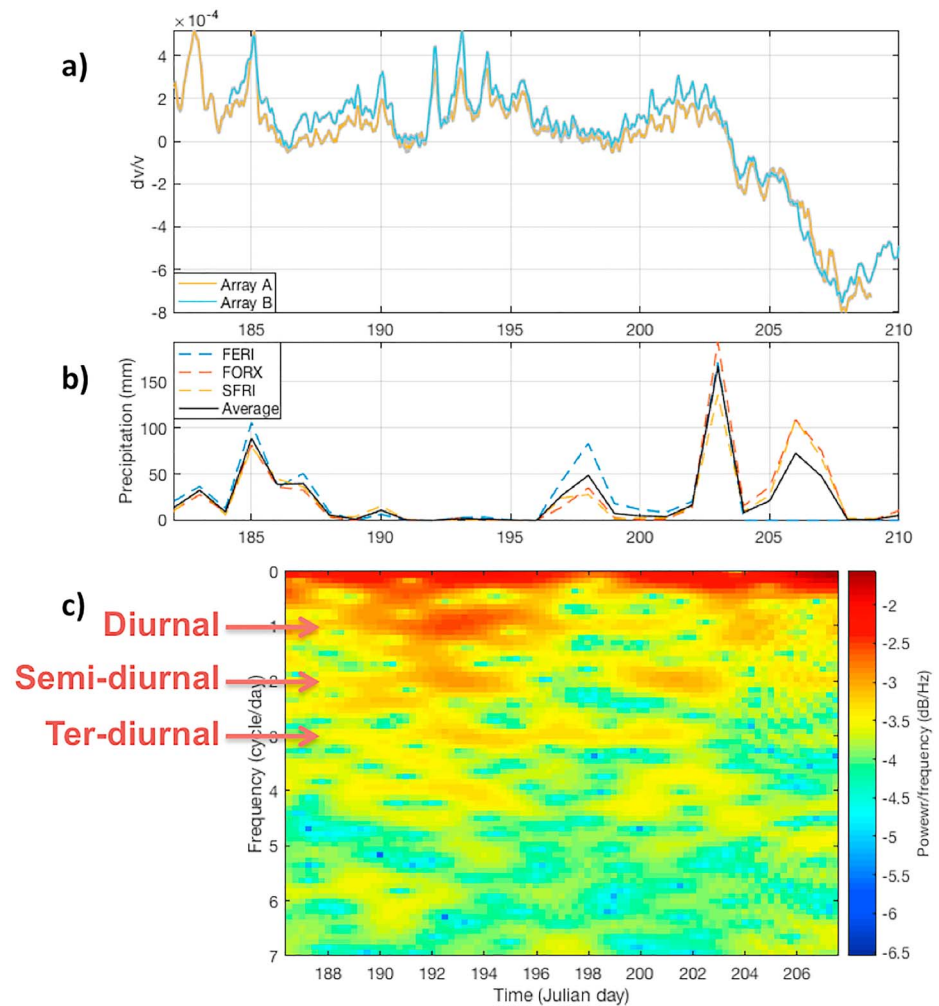 × 10⁻⁴
a)
4
2
0
-2
-4
-6
-8
dv/v
Array A
Array B
185 190 195 200 205 210
b)
150
100
50
0
Precipitation (mm)
FERI
FORX
SFRI
Average
185 190 195 200 205 210
c)
0
1
2
3
4
5
6
7
Frequency (cycle/day)
Diurnal
Semi-diurnal
Ter-diurnal
188 190 192 194 196 198 200 202 204 206
Time (Julian day)
-2
-2.5
-3
-3.5
-4
-4.5
-5
-5.5
-6
-6.5
Powewr/frequency (dB/Hz)